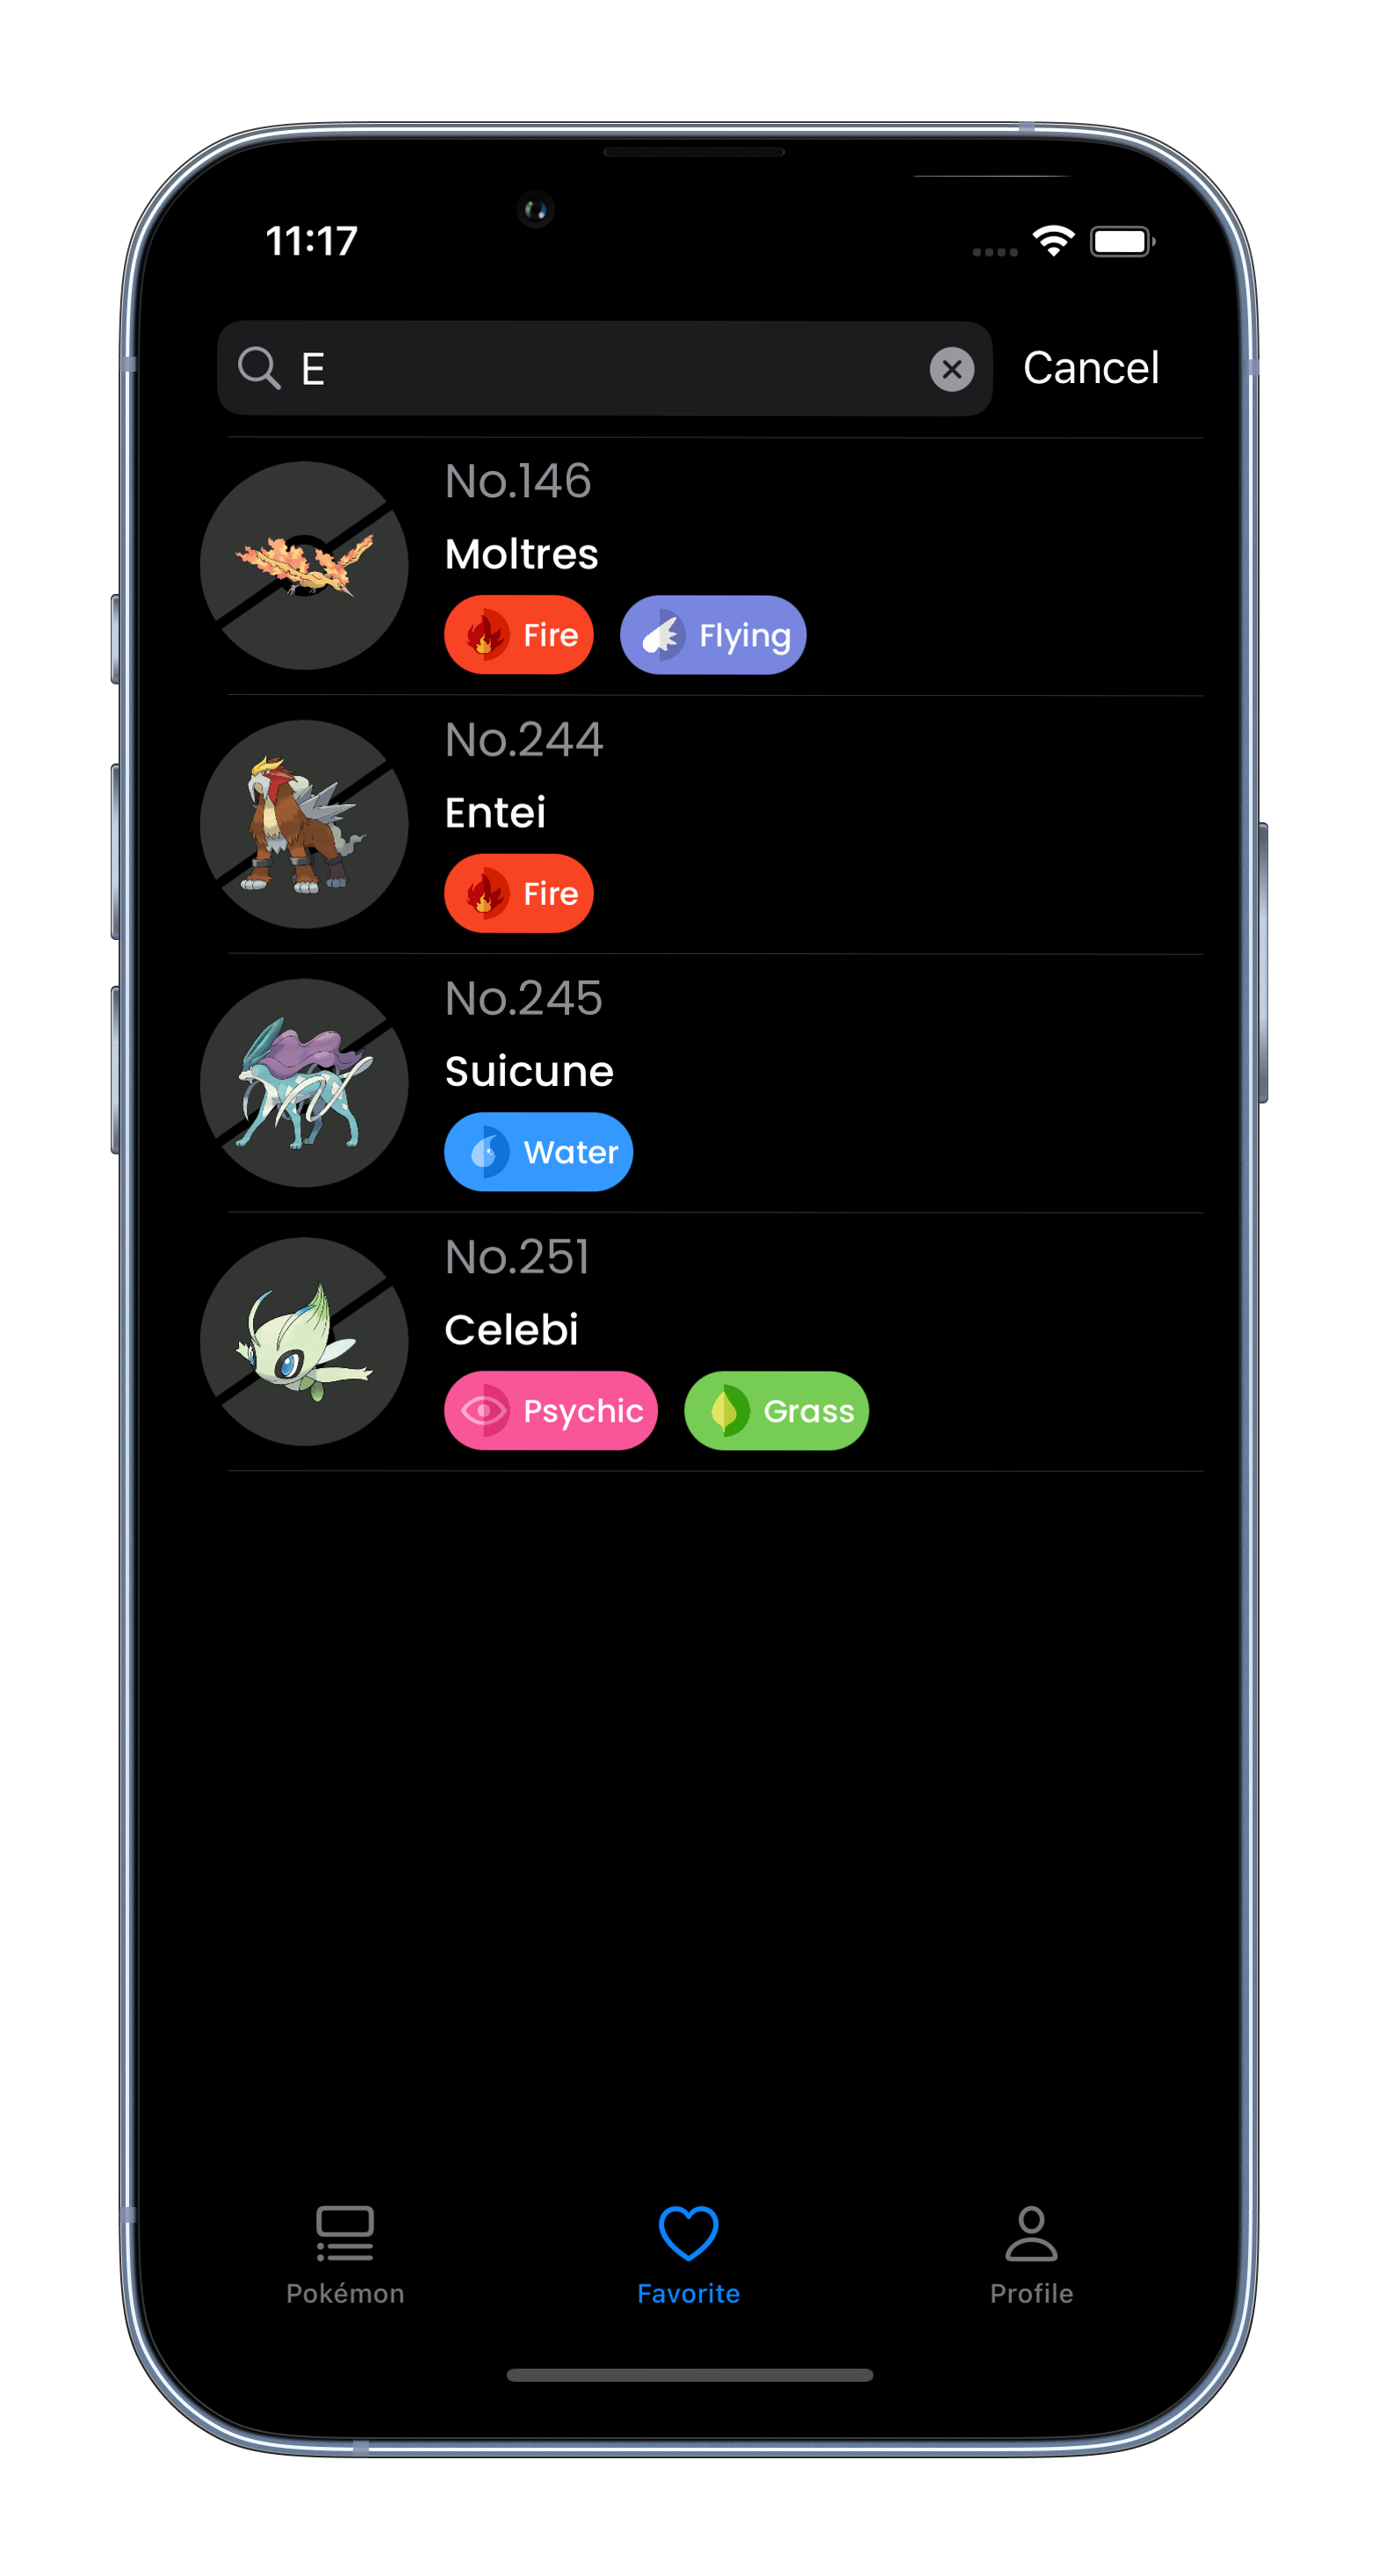 11:17
E
Cancel
No.146
Moltres
Fire Flying
No.244
Entei
Fire
No.245
Suicune
Water
No.251
Celebi
Psychic Grass
Pokémon Favorite Profile